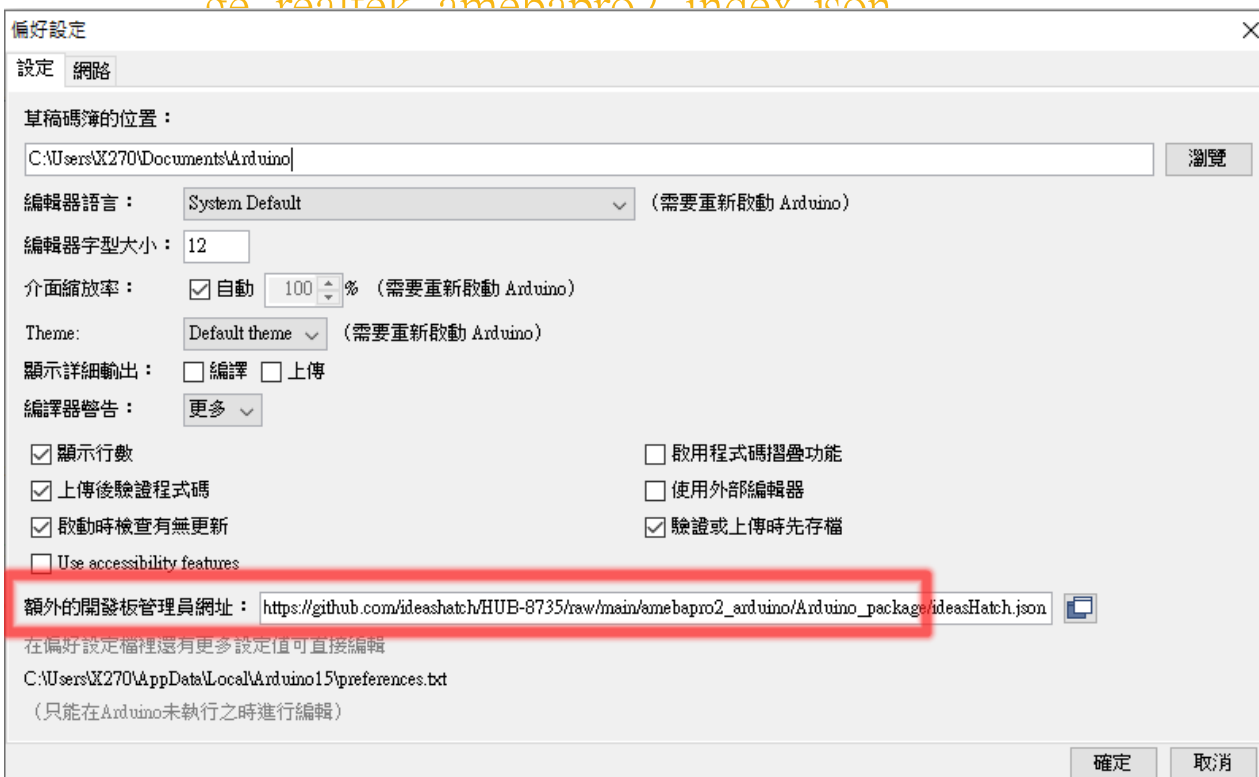 ge_realtek_amebapro2_index.json
偏好設定
設定 網路
草稿碼簿的位置：
C:\Users\X270\Documents\Arduino 瀏覽
編輯器語言： System Default （需要重新啟動 Arduino）
編輯器字型大小： 12
介面縮放率： 自動 100 % （需要重新啟動 Arduino）
Theme: Default theme （需要重新啟動 Arduino）
顯示詳細輸出： 編譯 上傳
編譯器警告： 更多
顯示行數 啟用程式碼摺疊功能
上傳後驗證程式碼 使用外部編輯器
啟動時檢查有無更新 驗證或上傳時先存檔
Use accessibility features
額外的開發板管理員網址： https://github.com/ideashatch/HUB-8735/raw/main/amebapro2_arduino/Arduino_package/ideasHatch.json
在偏好設定檔裡還有更多設定值可直接編輯
C:\Users\X270\AppData\Local\Arduino15\preferences.txt
（只能在Arduino未執行之時進行編輯）
確定 取消